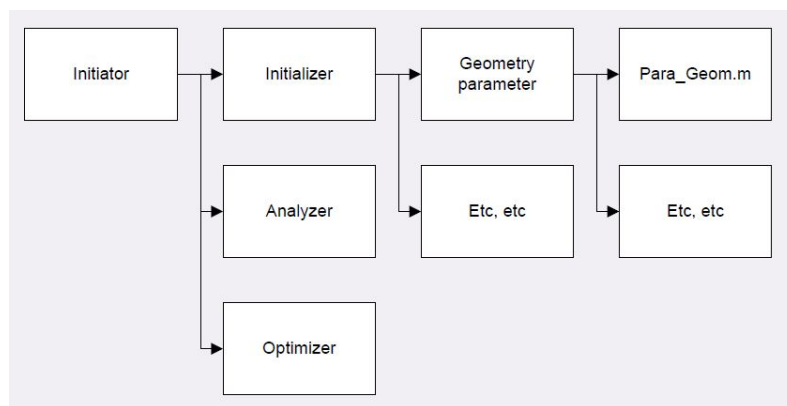 Initiator
Initializer
Geometry
parameter
Para_Geom.m
Analyzer
Etc, etc
Etc, etc
Optimizer